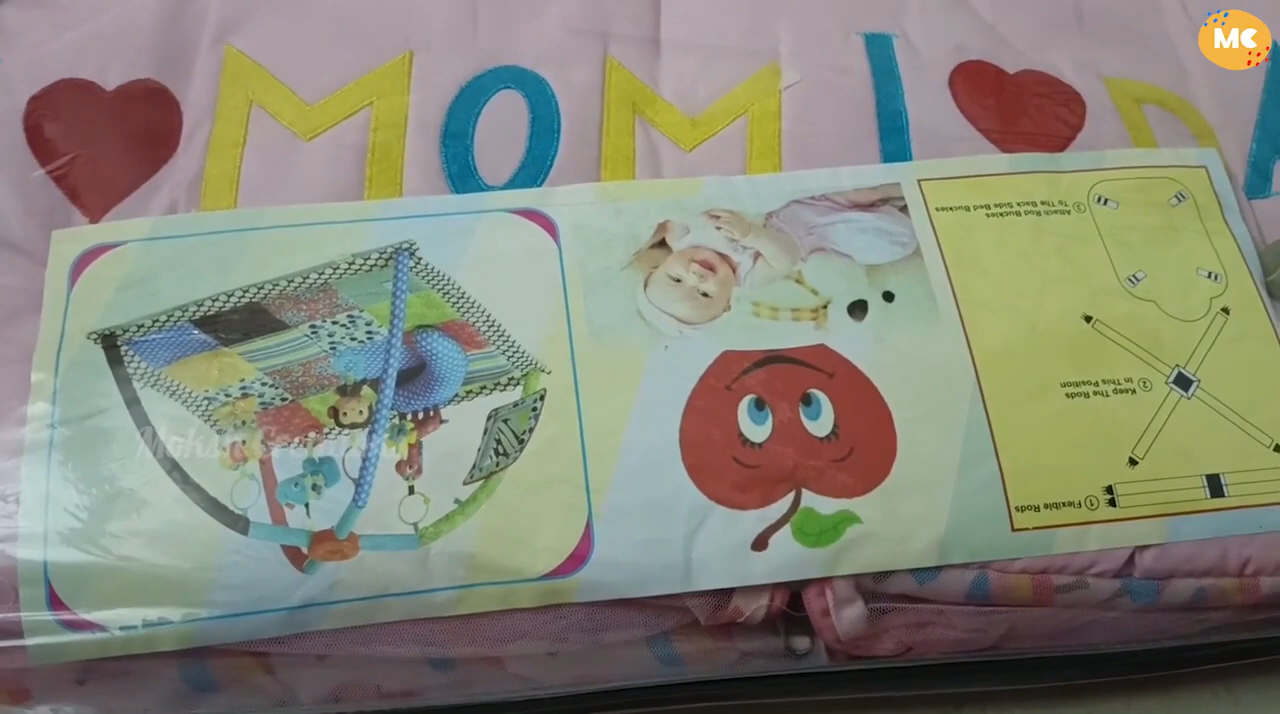 MC
MOM I DA
① Flexible Rods
② Keep The Rods
In This Position
③ Attach Rod Buckles
To The Back Side Bed Buckles